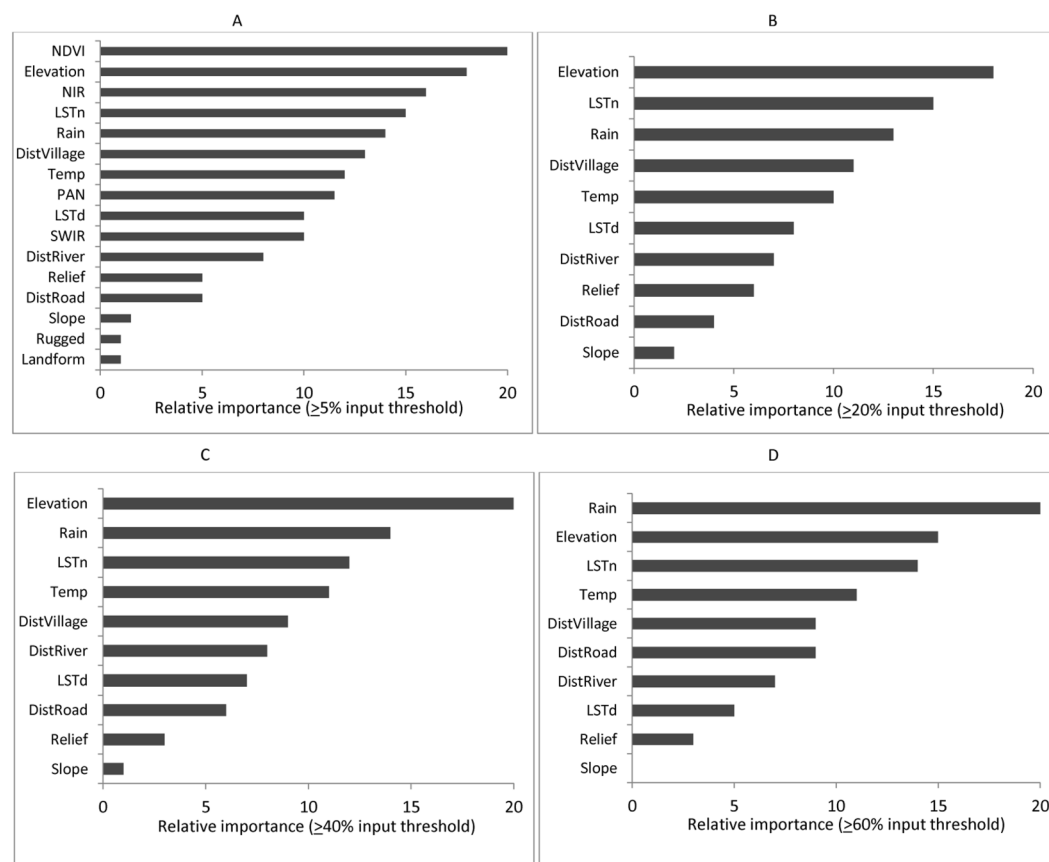 A
NDVI
Elevation
NIR
LSTn
Rain
DistVillage
Temp
PAN
LSTd
SWIR
DistRiver
Relief
DistRoad
Slope
Rugged
Landform
0 5 10 15 20
Relative importance (≥5% input threshold)
B
Elevation
LSTn
Rain
DistVillage
Temp
LSTd
DistRiver
Relief
DistRoad
Slope
0 5 10 15 20
Relative importance (≥20% input threshold)
C
Elevation
Rain
LSTn
Temp
DistVillage
DistRiver
LSTd
DistRoad
Relief
Slope
0 5 10 15 20
Relative importance (≥40% input threshold)
D
Rain
Elevation
LSTn
Temp
DistVillage
DistRoad
DistRiver
LSTd
Relief
Slope
0 5 10 15 20
Relative importance (≥60% input threshold)